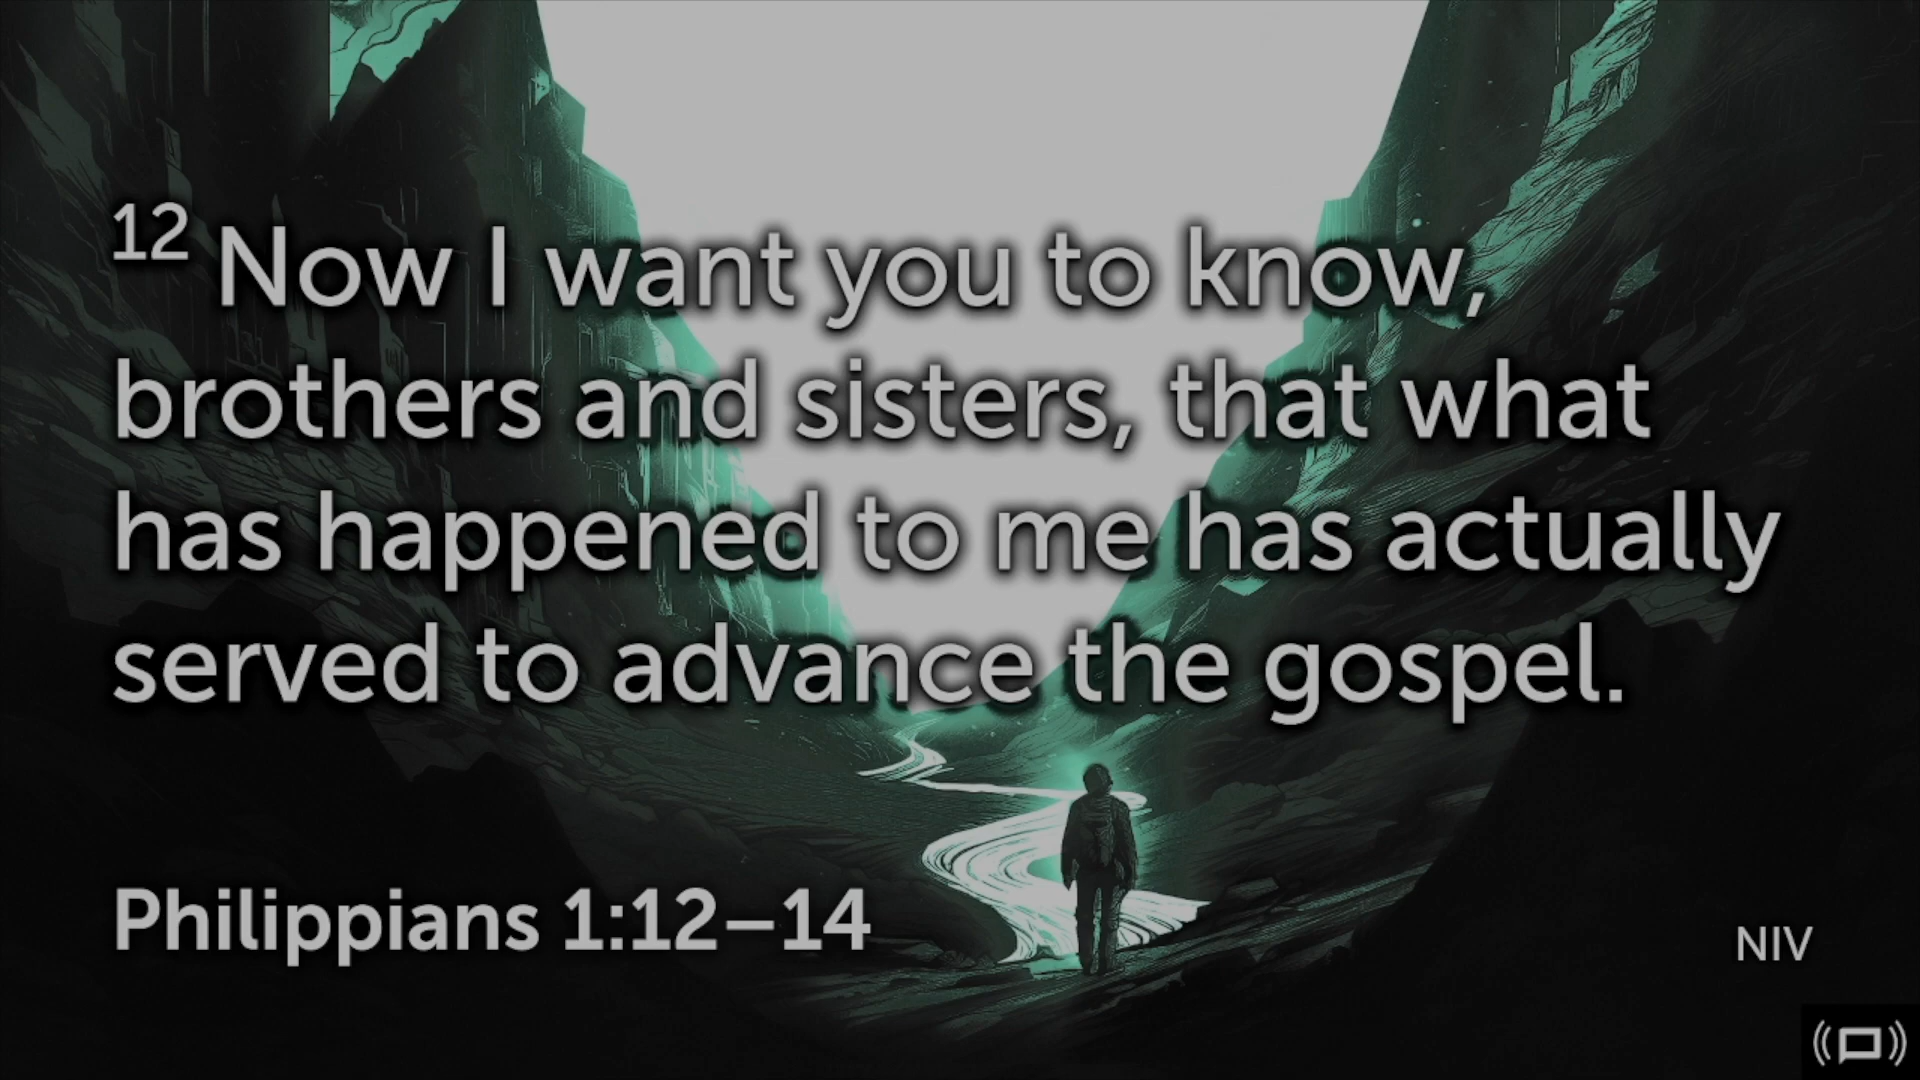 12 Now I want you to know,
brothers and sisters, that what
has happened to me has actually
served to advance the gospel.
Philippians 1:12–14
NIV